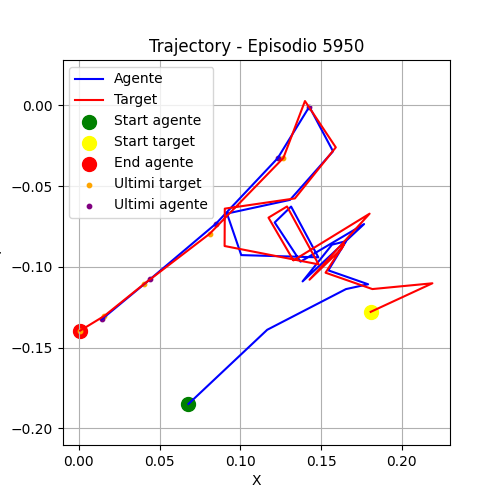 Trajectory - Episodio 5950
Agente
Target
Start agente
Start target
End agente
Ultimi target
Ultimi agente
0.00
−0.05
−0.10
−0.15
−0.20
0.00 0.05 0.10 0.15 0.20
X